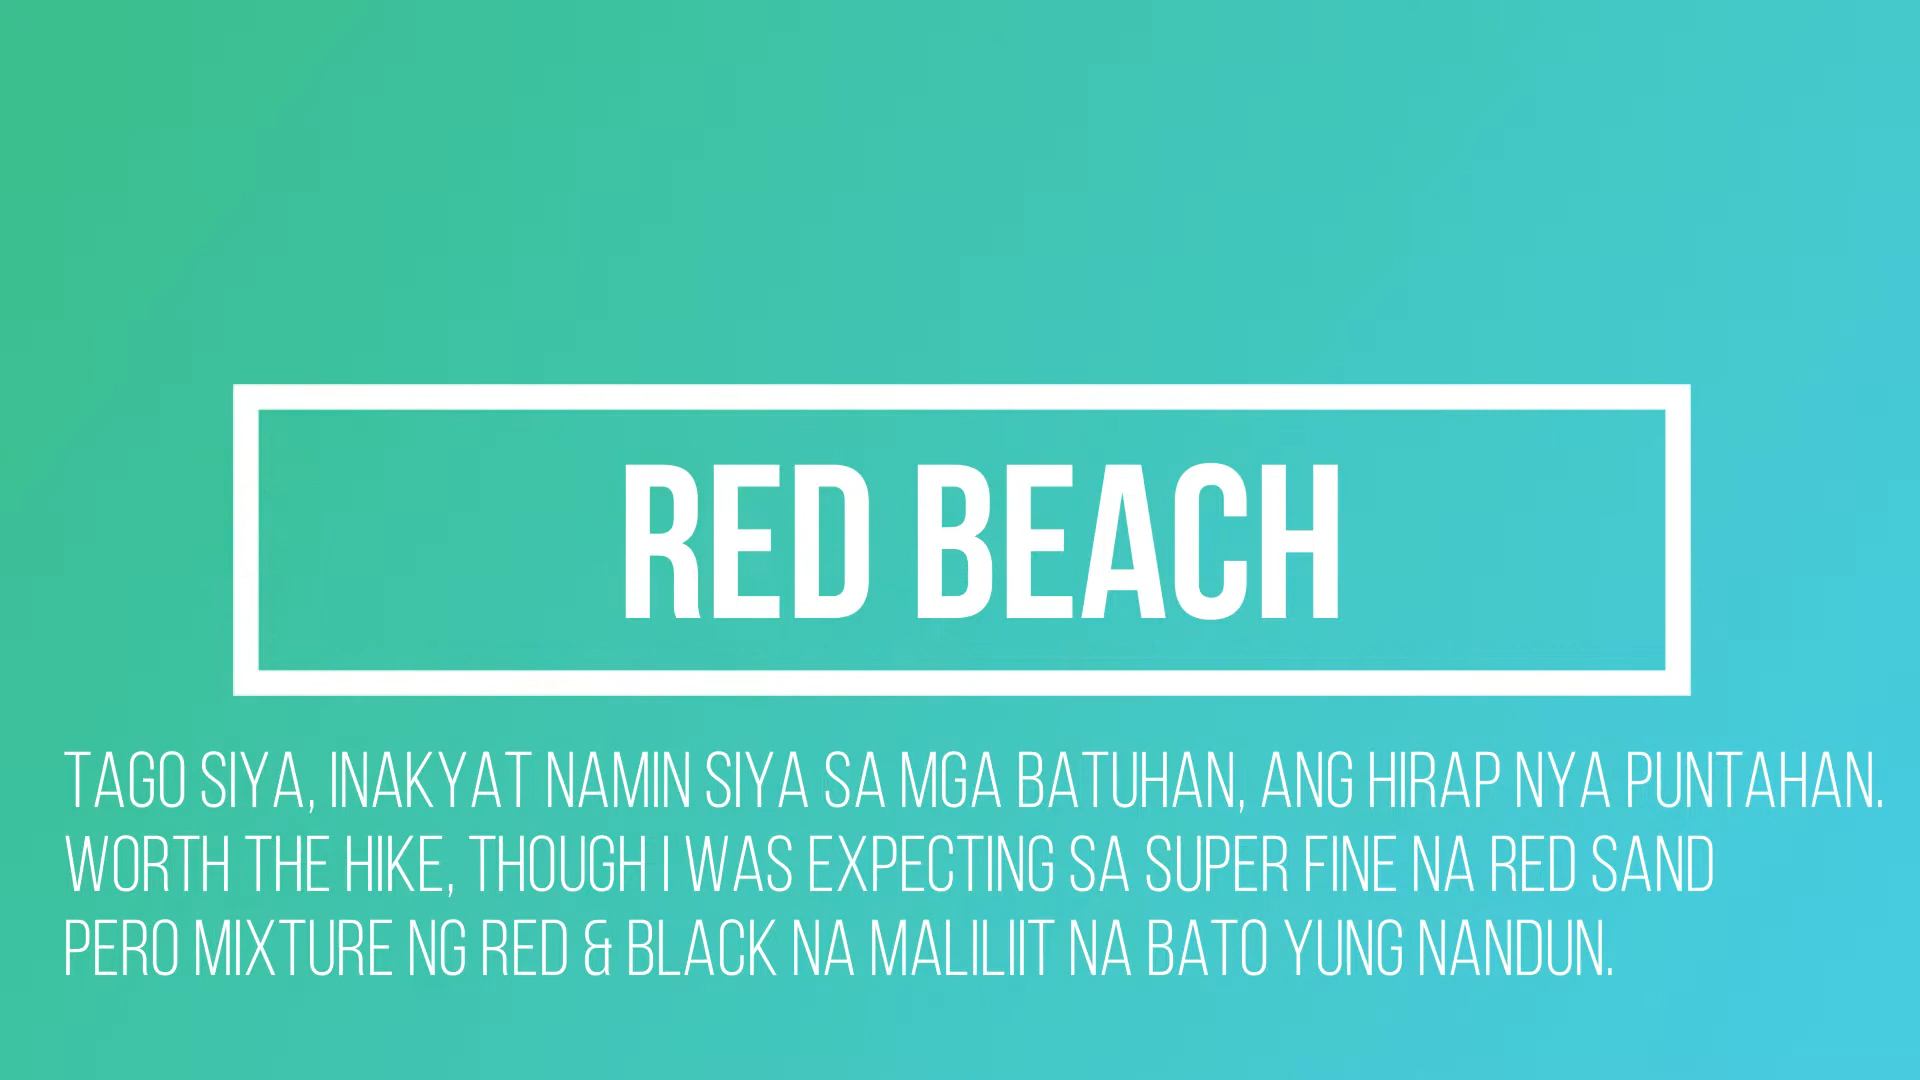 RED BEACH
TAGO SIYA, INAKYAT NAMIN SIYA SA MGA BATUHAN, ANG HIRAP NYA PUNTAHAN.
WORTH THE HIKE, THOUGH I WAS EXPECTING SA SUPER FINE NA RED SAND
PERO MIXTURE NG RED & BLACK NA MALILIIT NA BATO YUNG NANDUN.